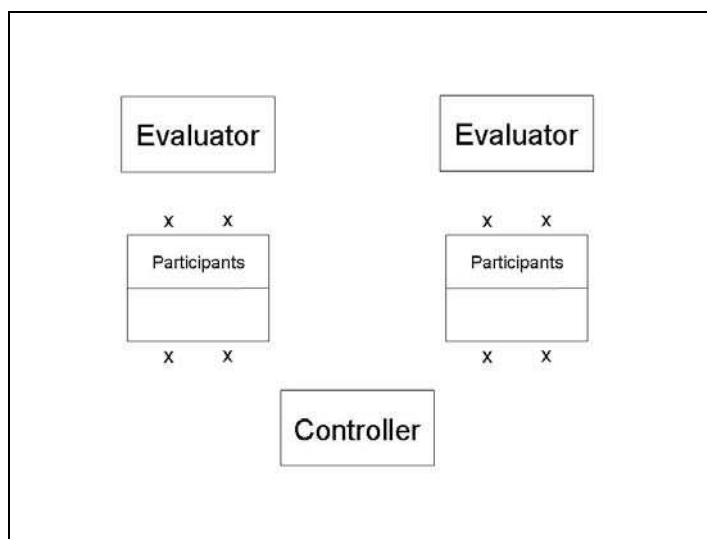 Evaluator Evaluator
x x x x
Participants Participants
x x x x
Controller